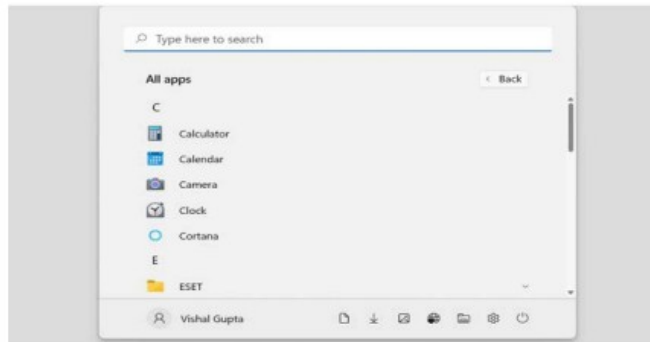 Type here to search
All apps
Back
C
Calculator
Calendar
Camera
Clock
Cortana
E
ESET
Vishal Gupta